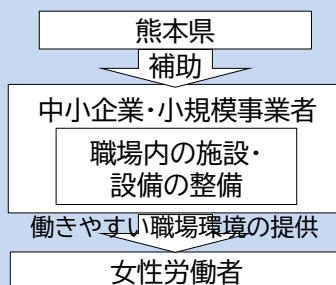 熊本県
補助
中小企業・小規模事業者
職場内の施設・
設備の整備
働きやすい職場環境の提供
女性労働者